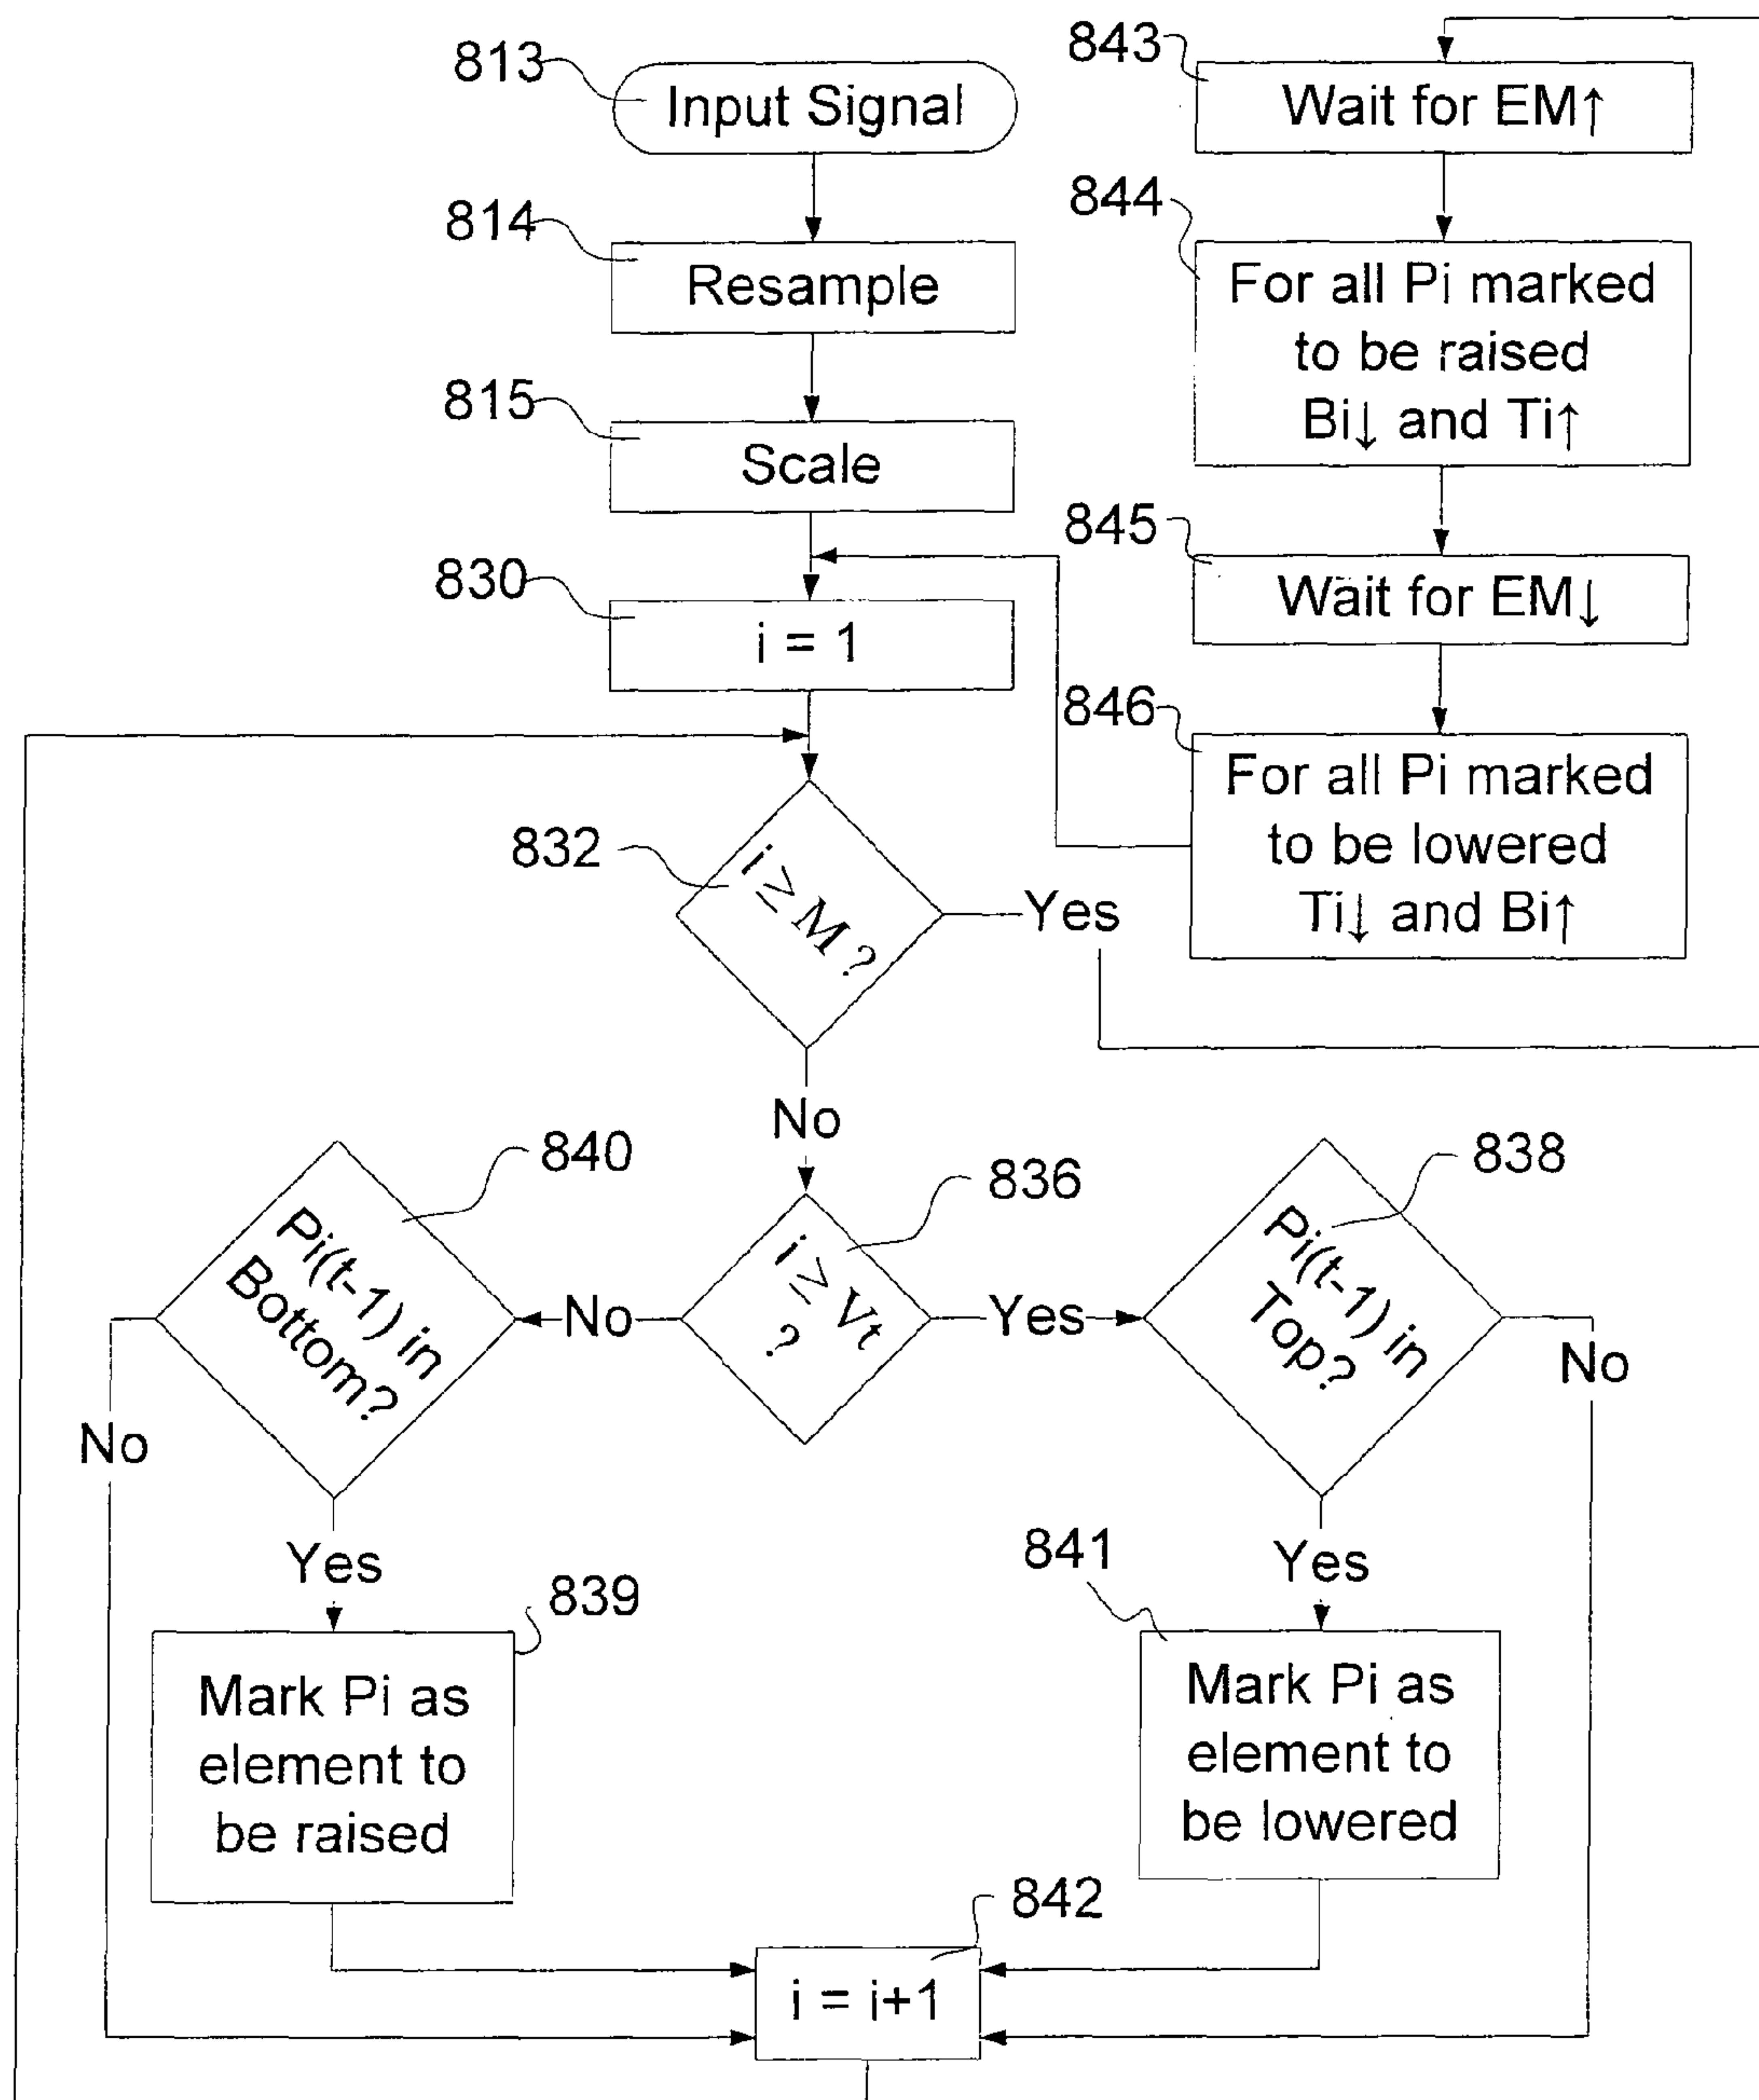 813
Input Signal
814
Resample
815
Scale
830
i = 1
832
i ≥ M ?
Yes
No
836
i ≥ Vt
?
No
Yes
840
Pi(t-1) in
Bottom?
No
Yes
839
Mark Pi as
element to
be raised
838
Pi(t-1) in
Top?
No
Yes
841
Mark Pi as
element to
be lowered
842
i = i+1
843
Wait for EM↑
844
For all Pi marked
to be raised
Bi↓ and Ti↑
845
Wait for EM↓
846
For all Pi marked
to be lowered
Ti↓ and Bi↑